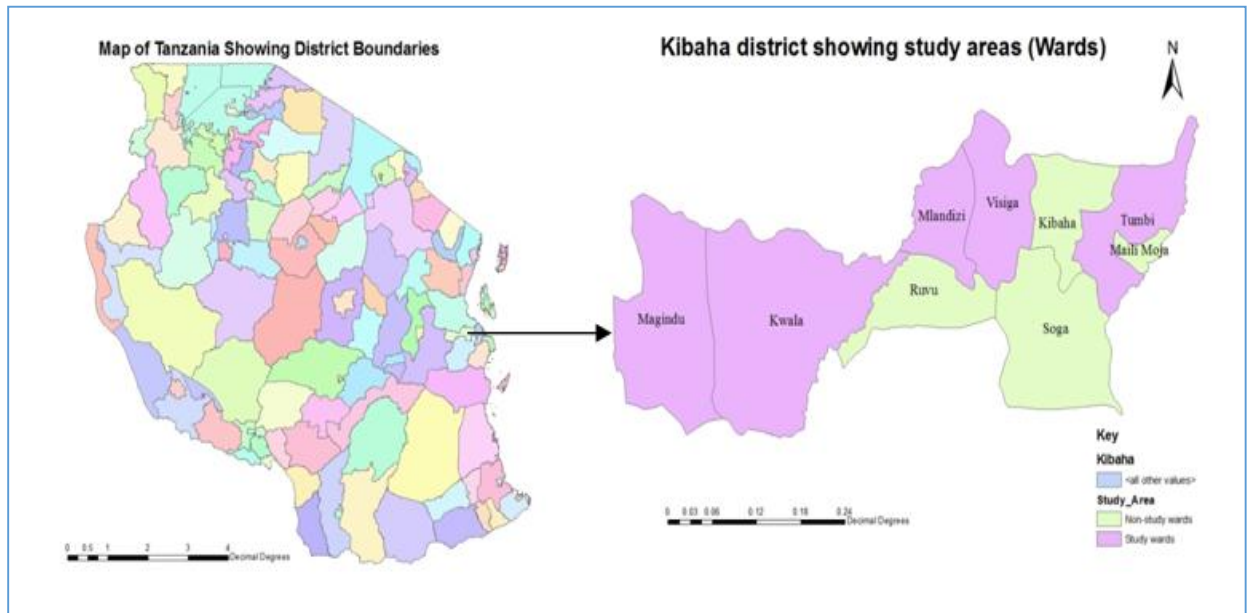 Map of Tanzania Showing District Boundaries
0 0.5 1 2 3 4
Decimal Degrees
Kibaha district showing study areas (Wards)
N
Visiga
Mlandizi
Kibaha
Tumbi
Maili Moja
Ruvu
Magindu
Kwala
Soga
Key
Kibaha
<all other values>
Study_Area
Non-study wards
Study wards
0 0.03 0.06 0.12 0.18 0.24
Decimal Degrees